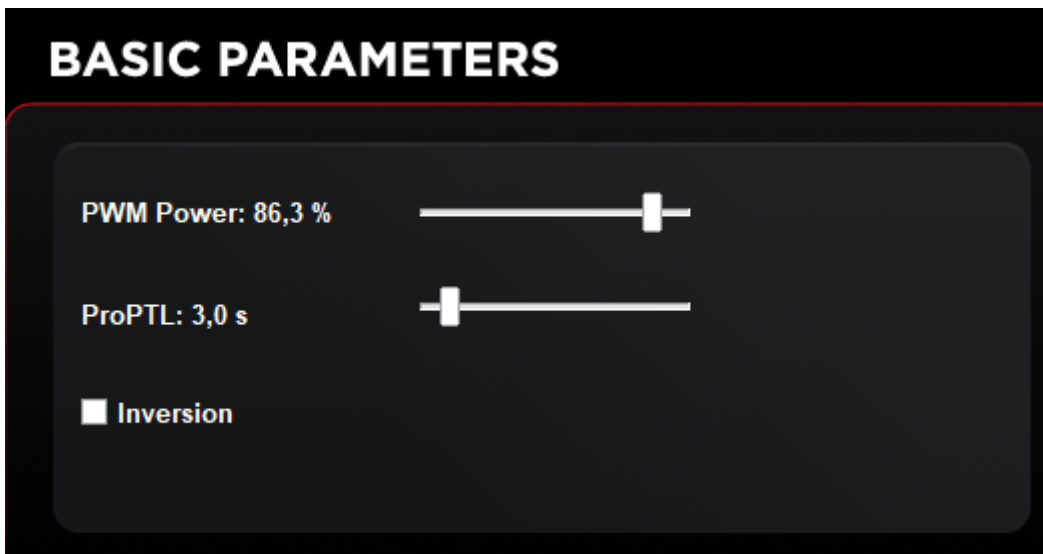 BASIC PARAMETERS
PWM Power: 86,3 %
ProPTL: 3,0 s
Inversion